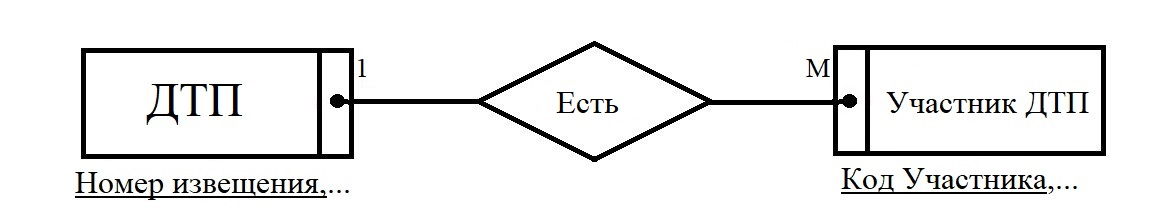 ДТП
1
Есть
М
Участник ДТП
Номер извещения,...
Код Участника,...